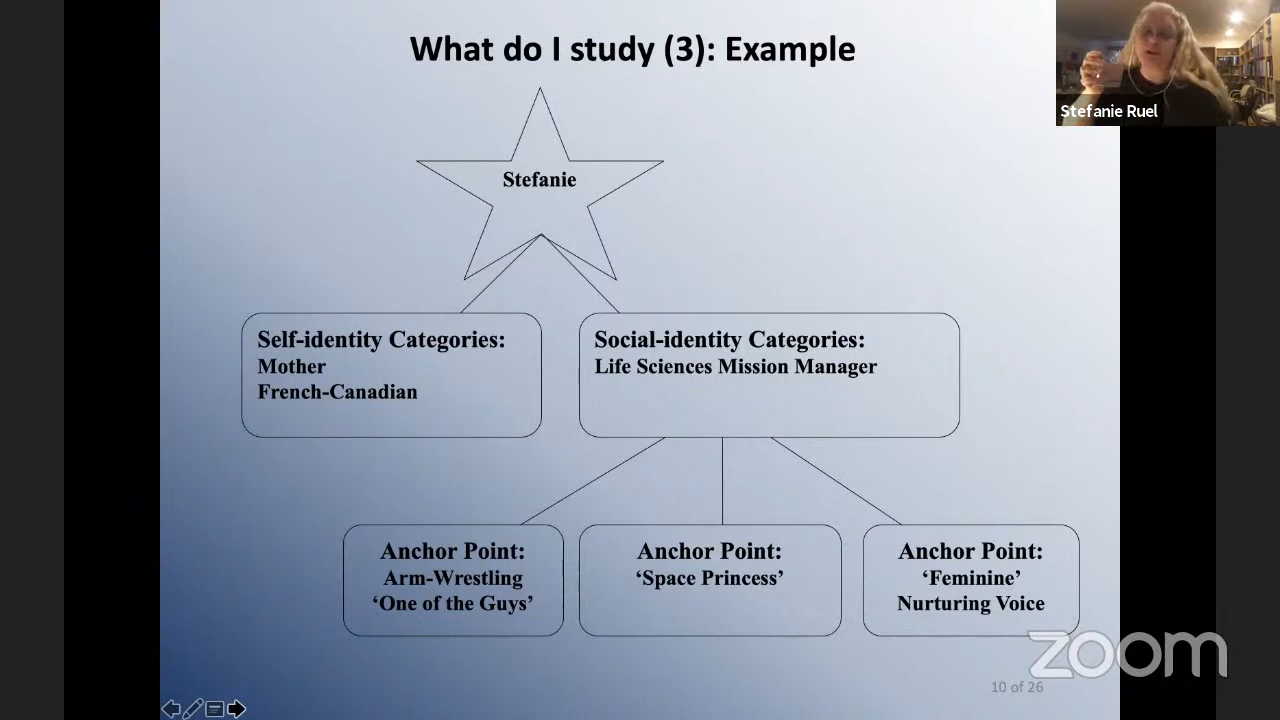 What do I study (3): Example
Stefanie Ruel
Stefanie
Self-identity Categories:
Mother
French-Canadian
Social-identity Categories:
Life Sciences Mission Manager
Anchor Point:
Arm-Wrestling
‘One of the Guys’
Anchor Point:
‘Space Princess’
Anchor Point:
‘Feminine’
Nurturing Voice
zoom
10 of 26